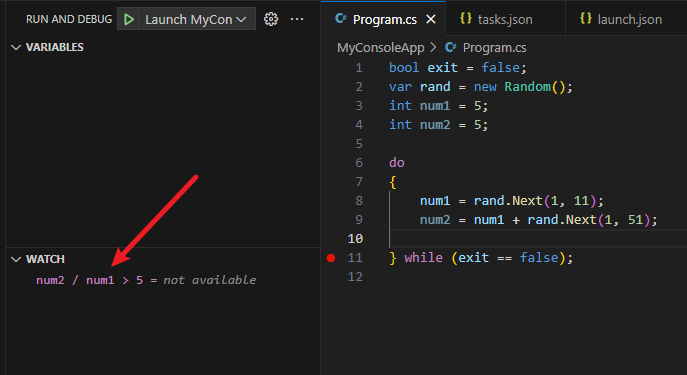 RUN AND DEBUG Launch MyCon
VARIABLES
WATCH
num2 / num1 > 5 = not available
Program.cs
tasks.json
launch.json
MyConsoleApp > Program.cs
1 bool exit = false;
2 var rand = new Random();
3 int num1 = 5;
4 int num2 = 5;
5
6 do
7 {
8 num1 = rand.Next(1, 11);
9 num2 = num1 + rand.Next(1, 51);
10
11 } while (exit == false);
12